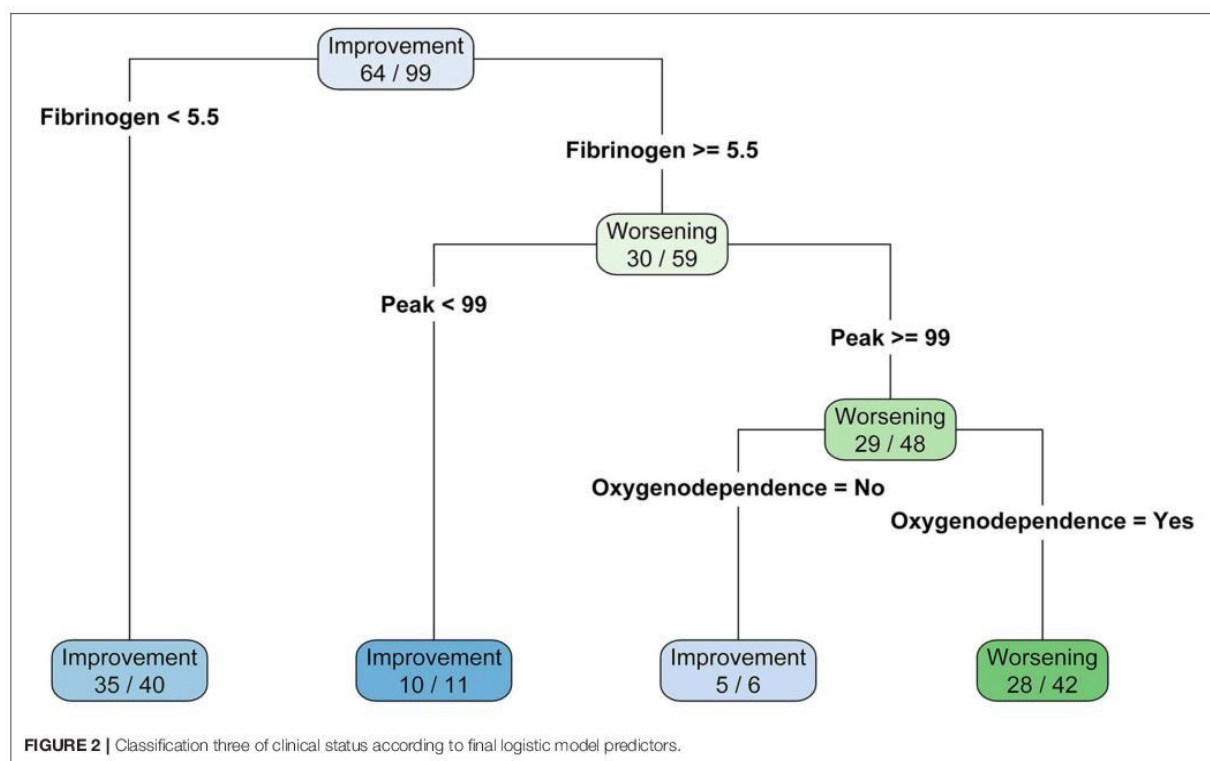 Improvement
64 / 99
Fibrinogen < 5.5
Fibrinogen >= 5.5
Worsening
30 / 59
Peak < 99
Peak >= 99
Worsening
29 / 48
Oxygenodependence = No
Oxygenodependence = Yes
Improvement
35 / 40
Improvement
10 / 11
Improvement
5 / 6
Worsening
28 / 42
FIGURE 2 | Classification three of clinical status according to final logistic model predictors.